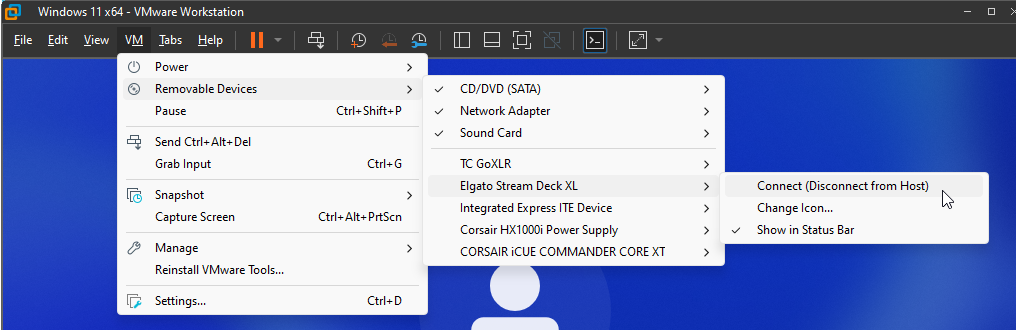 Windows 11 x64 - VMware Workstation
File Edit View VM Tabs Help
Power
Removable Devices
Pause Ctrl+Shift+P
Send Ctrl+Alt+Del
Grab Input Ctrl+G
Snapshot
Capture Screen Ctrl+Alt+PrtScn
Manage
Reinstall VMware Tools...
Settings... Ctrl+D
CD/DVD (SATA)
Network Adapter
Sound Card
TC GoXLR
Elgato Stream Deck XL
Integrated Express ITE Device
Corsair HX1000i Power Supply
CORSAIR iCUE COMMANDER CORE XT
Connect (Disconnect from Host)
Change Icon...
Show in Status Bar